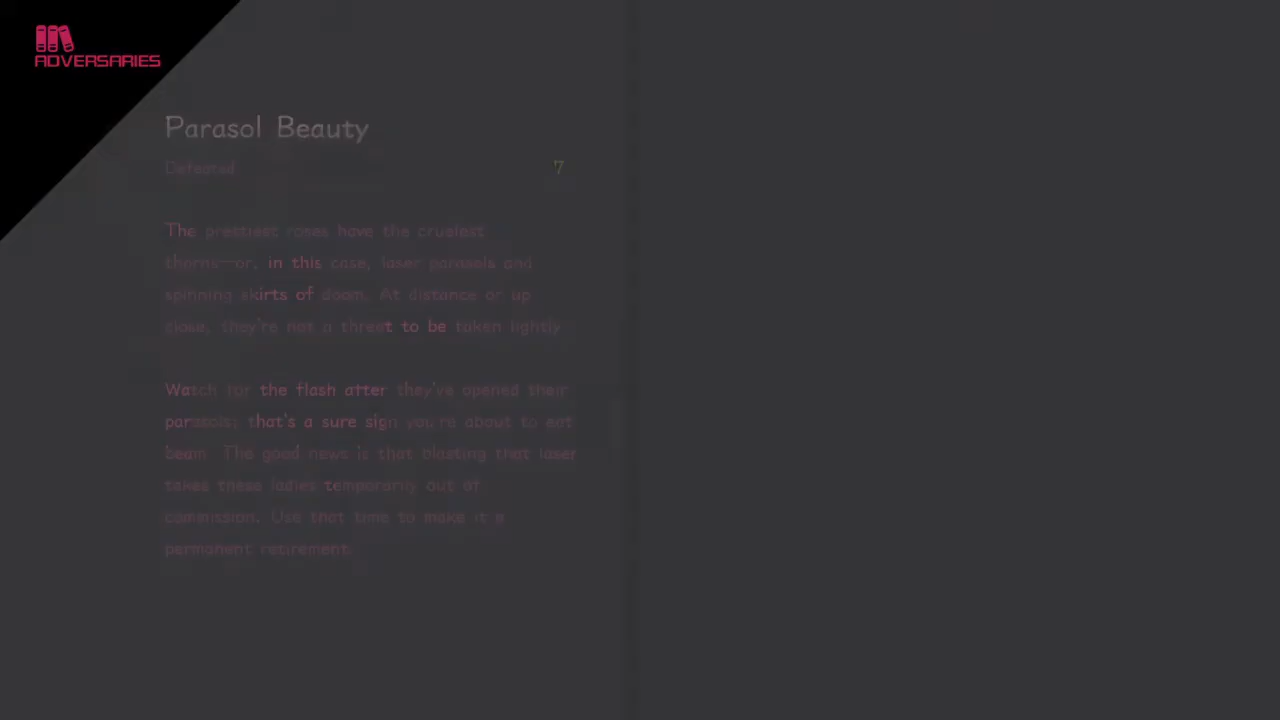 ADVERSARIES
Parasol Beauty
Defeated 7
The prettiest roses have the cruelest
thorns—or, in this case, laser parasols and
spinning skirts of doom. At distance or up
close, they're not a threat to be taken lightly
Watch for the flash after they've opened their
parasols; that's a sure sign you're about to eat
beam. The good news is that blasting that laser
takes these ladies temporarily out of
commission. Use that time to make it a
permanent retirement.